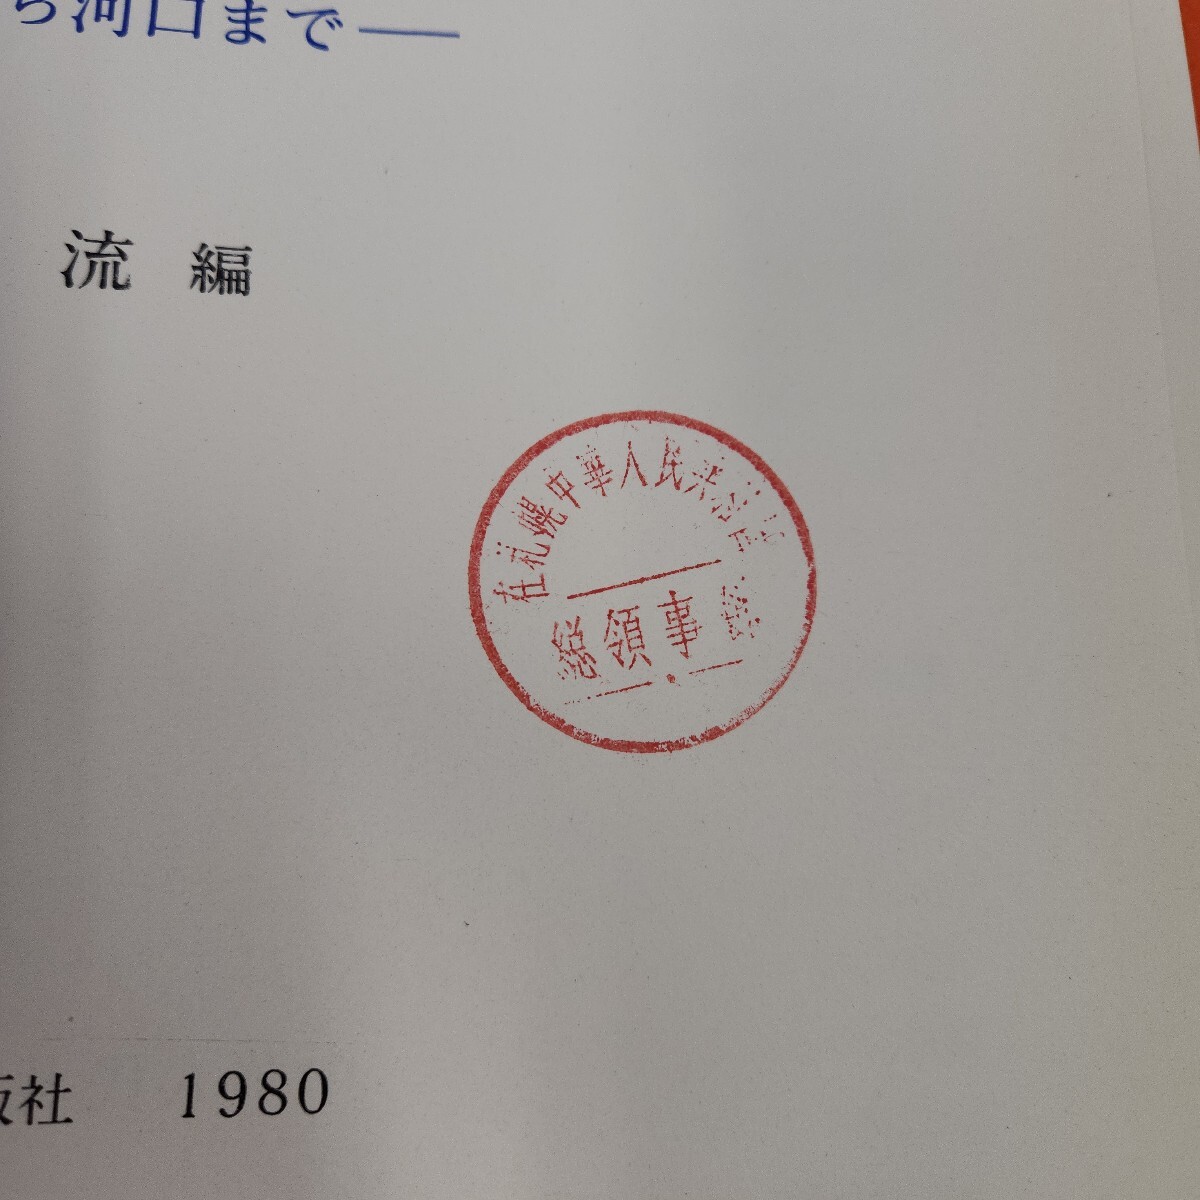 ら河口まで——
流 編
在札幌中華人民共和国
総領事館
版社 1980